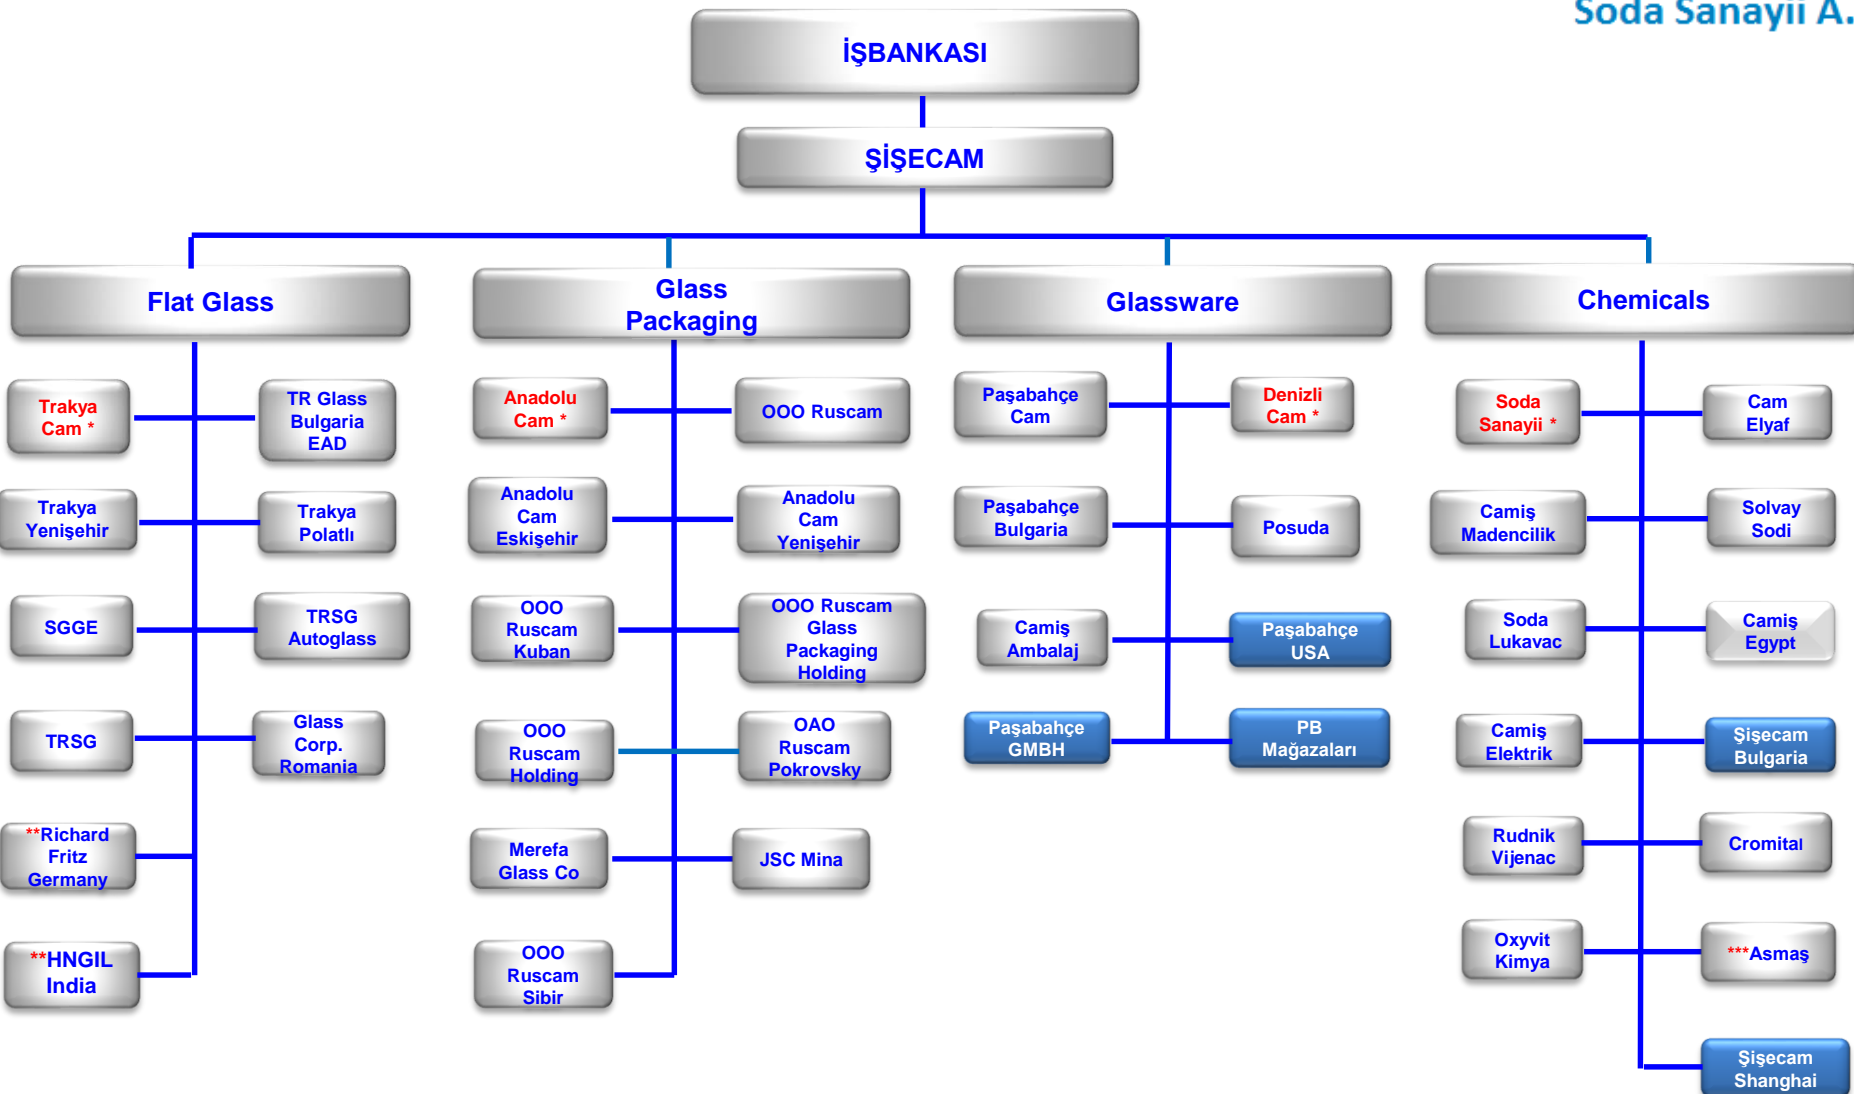 Soda Sanayii A.
İŞBANKASI
ŞİŞECAM
Flat Glass
Glass
Packaging
Glassware
Chemicals
Trakya
Cam *
TR Glass
Bulgaria
EAD
Trakya
Yenişehir
Trakya
Polatlı
SGGE
TRSG
Autoglass
TRSG
Glass
Corp.
Romania
**Richard
Fritz
Germany
**HNGIL
India
Anadolu
Cam *
OOO Ruscam
Anadolu
Cam
Eskişehir
Anadolu
Cam
Yenişehir
OOO
Ruscam
Kuban
OOO Ruscam
Glass
Packaging
Holding
OOO
Ruscam
Holding
OAO
Ruscam
Pokrovsky
Merefa
Glass Co
JSC Mina
OOO
Ruscam
Sibir
Paşabahçe
Cam
Denizli
Cam *
Paşabahçe
Bulgaria
Posuda
Camiş
Ambalaj
Paşabahçe
USA
Paşabahçe
GMBH
PB
Mağazaları
Soda
Sanayii *
Cam
Elyaf
Camiş
Madencilik
Solvay
Sodi
Soda
Lukavac
Camiş
Egypt
Camiş
Elektrik
Şişecam
Bulgaria
Rudnik
Vijenac
Cromital
Oxyvit
Kimya
***Asmaş
Şişecam
Shanghai